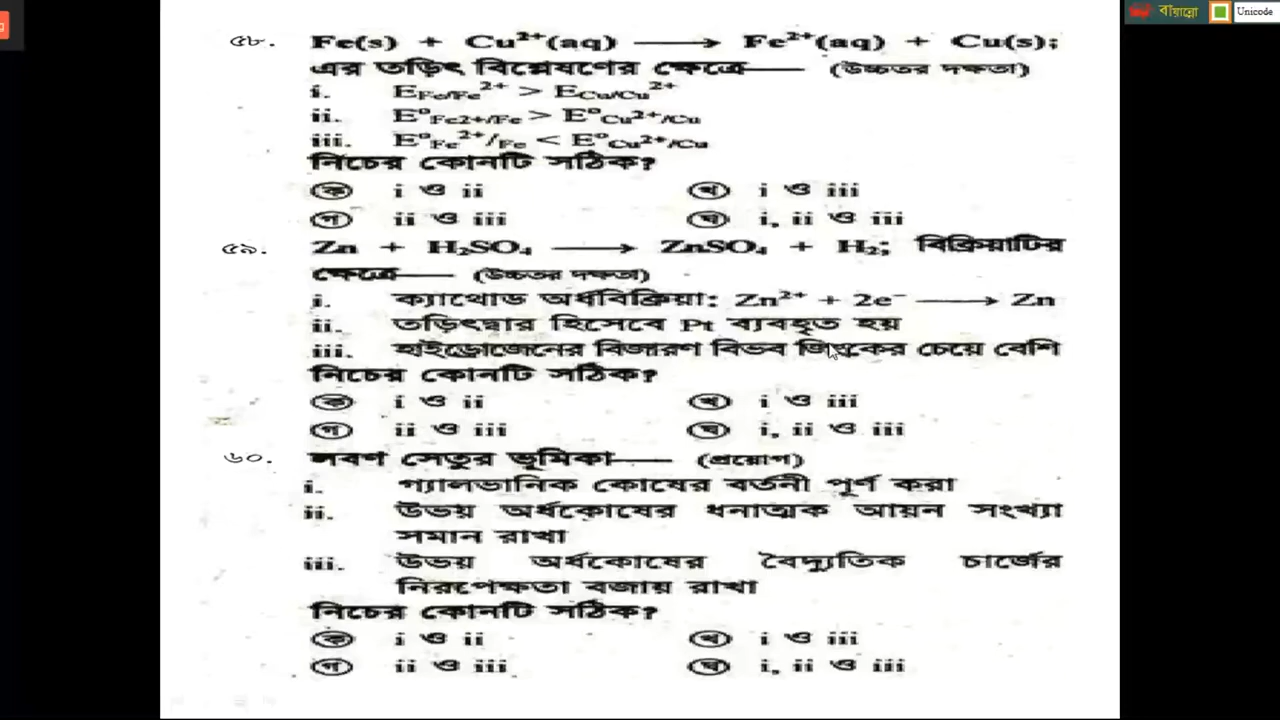 বায়ান্নো Unicode
৫৮. Fe(s) + Cu²⁺(aq) ⟶ Fe²⁺(aq) + Cu(s);
এর তড়িৎ বিশ্লেষণের ক্ষেত্রে— (উচ্চতর দক্ষতা)
i. E_Fe/Fe²⁺ > E_Cu/Cu²⁺
ii. E°_Fe2+/Fe > E°_Cu²⁺/Cu
iii. E°_Fe²⁺/Fe < E°_Cu²⁺/Cu
নিচের কোনটি সঠিক?
ⓚ ক i ও ii খ i ও iii
গ ii ও iii ঘ i, ii ও iii
৫৯. Zn + H₂SO₄ ⟶ ZnSO₄ + H₂; বিক্রিয়াটির
ক্ষেত্রে— (উচ্চতর দক্ষতা)
i. ক্যাথোড অর্ধবিক্রিয়া: Zn²⁺ + 2e⁻ ⟶ Zn
ii. তড়িৎদ্বার হিসেবে Pt ব্যবহৃত হয়
iii. হাইড্রোজেনের বিজারণ বিভব জিংকের চেয়ে বেশি
নিচের কোনটি সঠিক?
ক i ও ii খ i ও iii
গ ii ও iii ঘ i, ii ও iii
৬০. লবণ সেতুর ভূমিকা— (প্রয়োগ)
i. গ্যালভানিক কোষের বর্তনী পূর্ণ করা
ii. উভয় অর্ধকোষের ধনাত্মক আয়ন সংখ্যা
সমান রাখা
iii. উভয় অর্ধকোষের বৈদ্যুতিক চার্জের
নিরপেক্ষতা বজায় রাখা
নিচের কোনটি সঠিক?
ক i ও ii খ i ও iii
গ ii ও iii ঘ i, ii ও iii